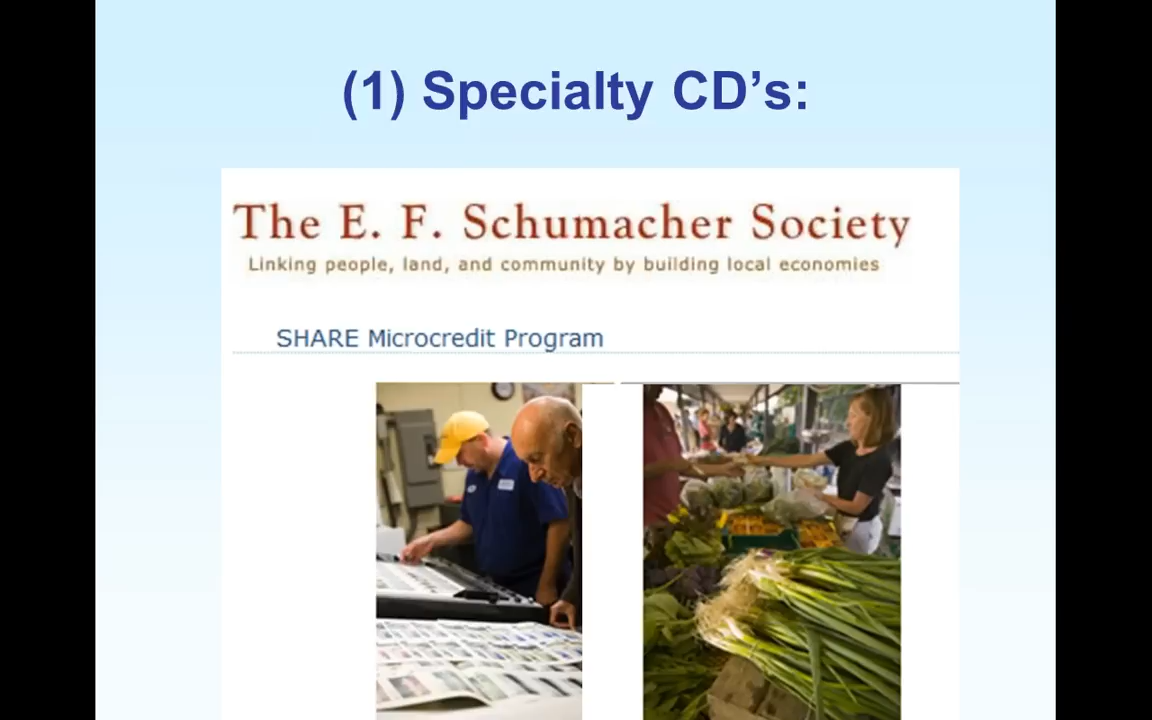 (1) Specialty CD’s:
The E. F. Schumacher Society
Linking people, land, and community by building local economies
SHARE Microcredit Program